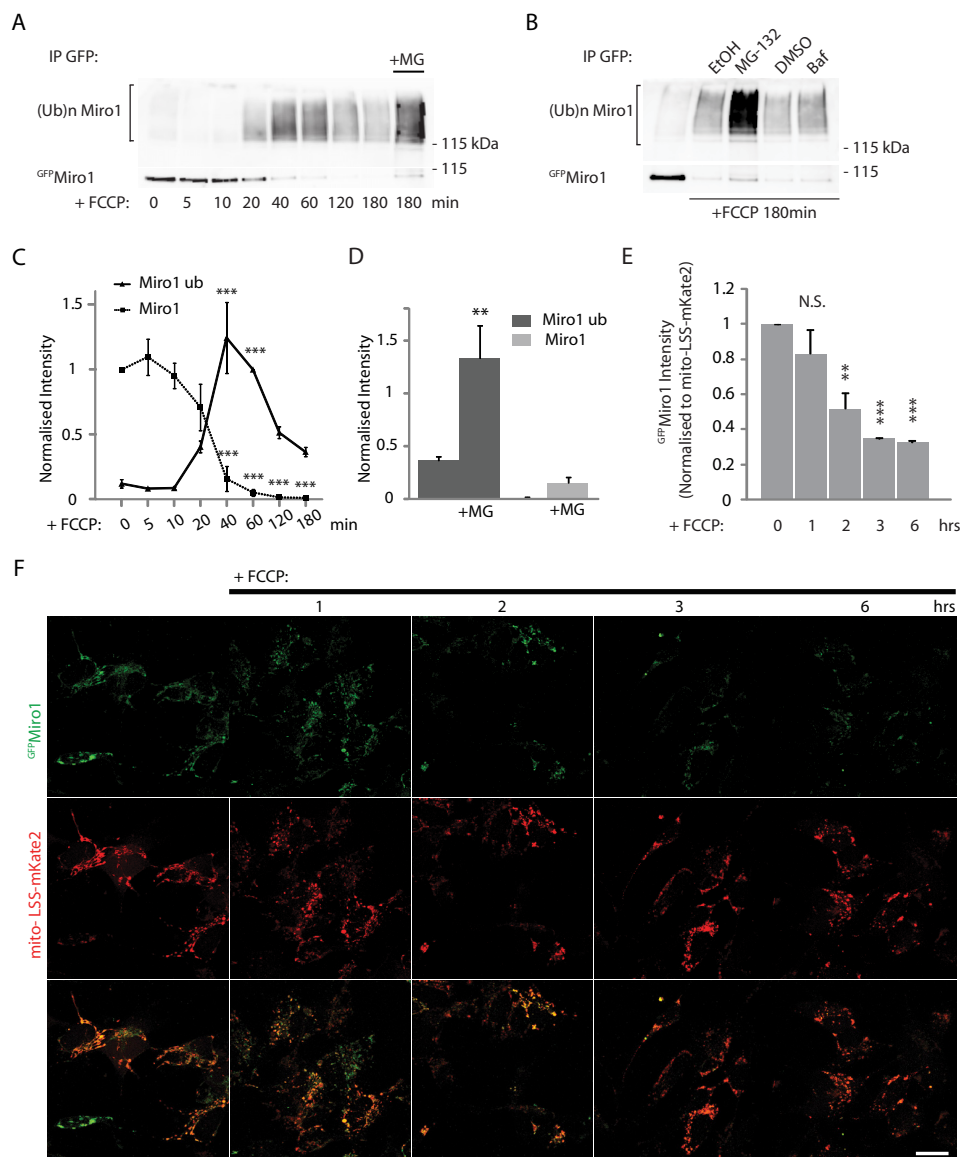 A
IP GFP:
+MG
(Ub)n Miro1
- 115 kDa
- 115
GFPMiro1
+ FCCP: 0 5 10 20 40 60 120 180 180 min
B
IP GFP:
EtOH MG-132 DMSO Baf
(Ub)n Miro1
- 115 kDa
- 115
GFPMiro1
+FCCP 180min
C
Miro1 ub
Miro1
Normalised Intensity
1.5
1
0.5
0
***
***
***
***
***
***
+ FCCP: 0 5 10 20 40 60 120 180 min
D
Miro1 ub
Miro1
Normalised Intensity
2
1.5
1
0.5
0
**
+MG +MG
E
GFPMiro1 Intensity
(Normalised to mito-LSS-mKate2)
1.2
1
0.8
0.6
0.4
0.2
0
N.S.
**
***
***
+ FCCP: 0 1 2 3 6 hrs
F
+ FCCP:
1 2 3 6 hrs
GFPMiro1
mito- LSS-mKate2